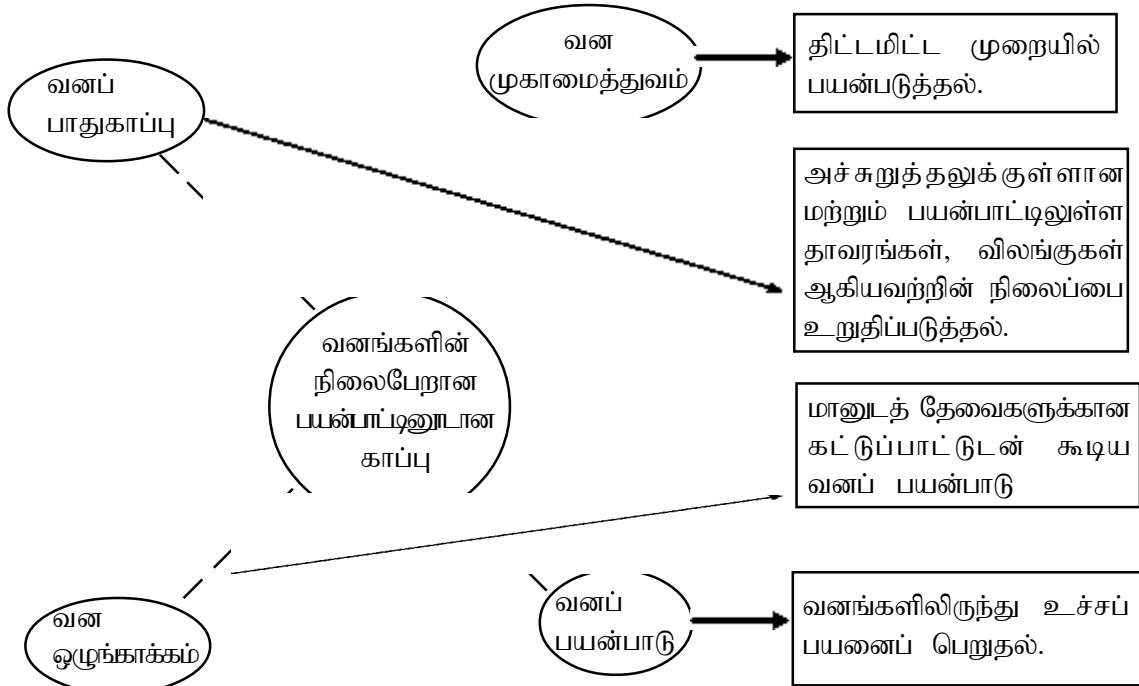 வன
முகாமைத்துவம்
திட்டமிட்ட முறையில்
பயன்படுத்தல்.
வனப்
பாதுகாப்பு
அச்சுறுத்தலுக்குள்ளான
மற்றும் பயன்பாட்டிலுள்ள
தாவரங்கள், விலங்குகள்
ஆகியவற்றின் நிலைப்பை
உறுதிப்படுத்தல்.
வனங்களின்
நிலைபேறான
பயன்பாட்டினூடான
காப்பு
மானுடத் தேவைகளுக்கான
கட்டுப்பாட்டுடன் கூடிய
வனப் பயன்பாடு
வன
ஒழுங்காக்கம்
வனப்
பயன்பாடு
வனங்களிலிருந்து உச்சப்
பயனைப் பெறுதல்.